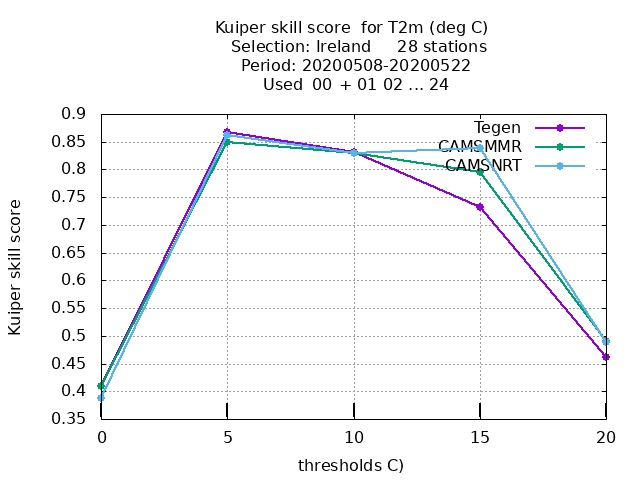 Kuiper skill score  for T2m (deg C)
Selection: Ireland     28 stations
Period: 20200508-20200522
Used  00 + 01 02 ... 24
Tegen
CAMSMMR
CAMSNRT
0.9
0.85
0.8
0.75
0.7
0.65
0.6
0.55
0.5
0.45
0.4
0.35
Kuiper skill score
0 5 10 15 20
thresholds C)